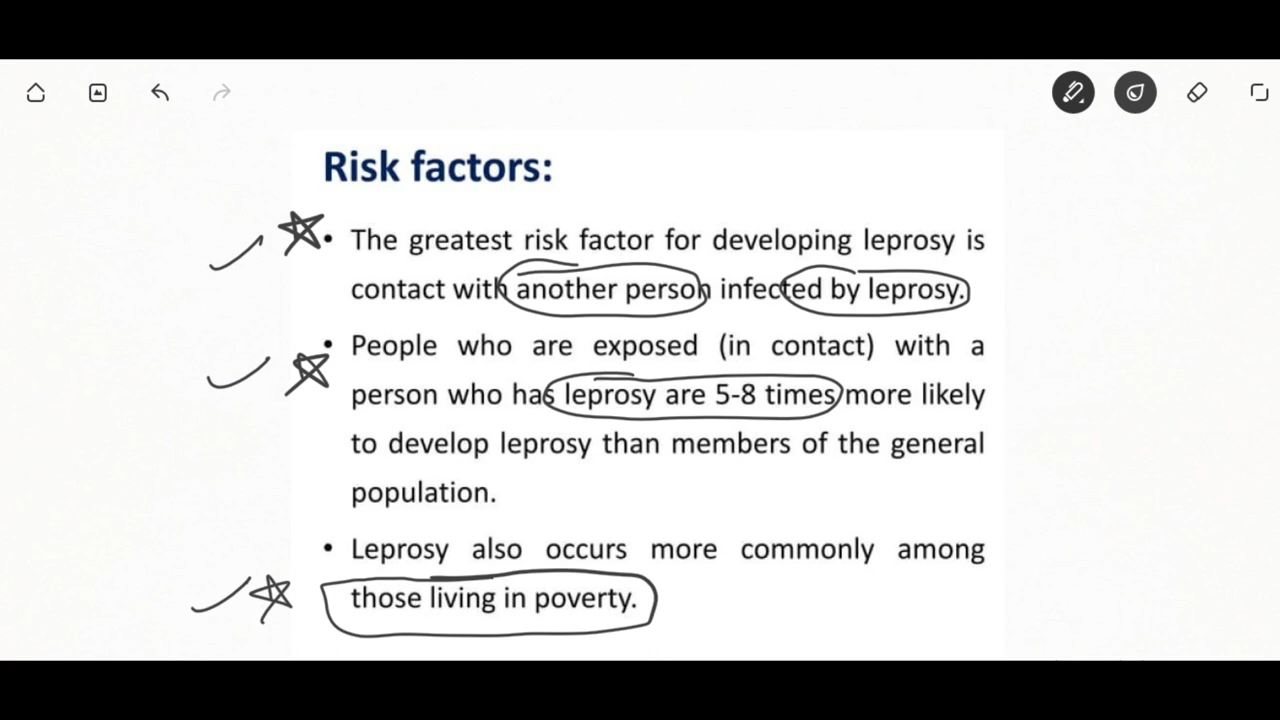 Risk factors:
• The greatest risk factor for developing leprosy is
contact with another person infected by leprosy.
• People who are exposed (in contact) with a
person who has leprosy are 5-8 times more likely
to develop leprosy than members of the general
population.
• Leprosy also occurs more commonly among
those living in poverty.